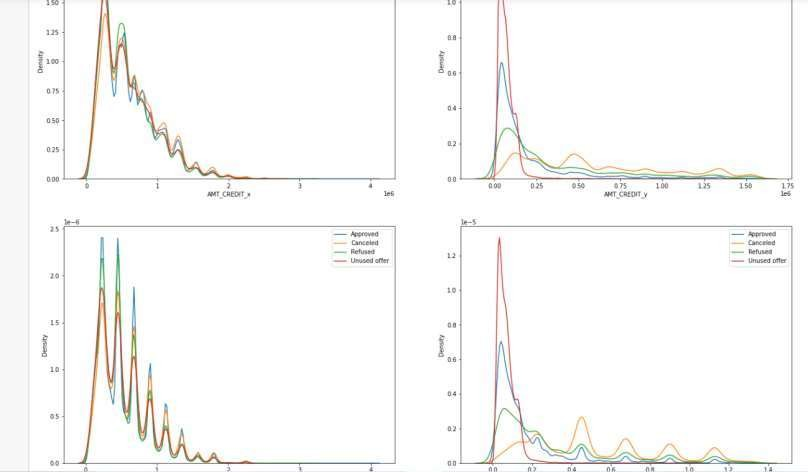 1.50
1.25
1.00
0.75
0.50
0.25
0.00
Density
0 1 2 3 4
1e6
AMT_CREDIT_x
1.0
0.8
0.6
0.4
0.2
0.0
Density
0.00 0.25 0.50 0.75 1.00 1.25 1.50 1.75
1e6
AMT_CREDIT_y
1e−6
2.5
2.0
1.5
1.0
0.5
0.0
Density
Approved
Canceled
Refused
Unused offer
0 1 2 3 4
1e−5
1.2
1.0
0.8
0.6
0.4
0.2
0.0
Density
Approved
Canceled
Refused
Unused offer
0.0 0.2 0.4 0.6 0.8 1.0 1.2 1.4